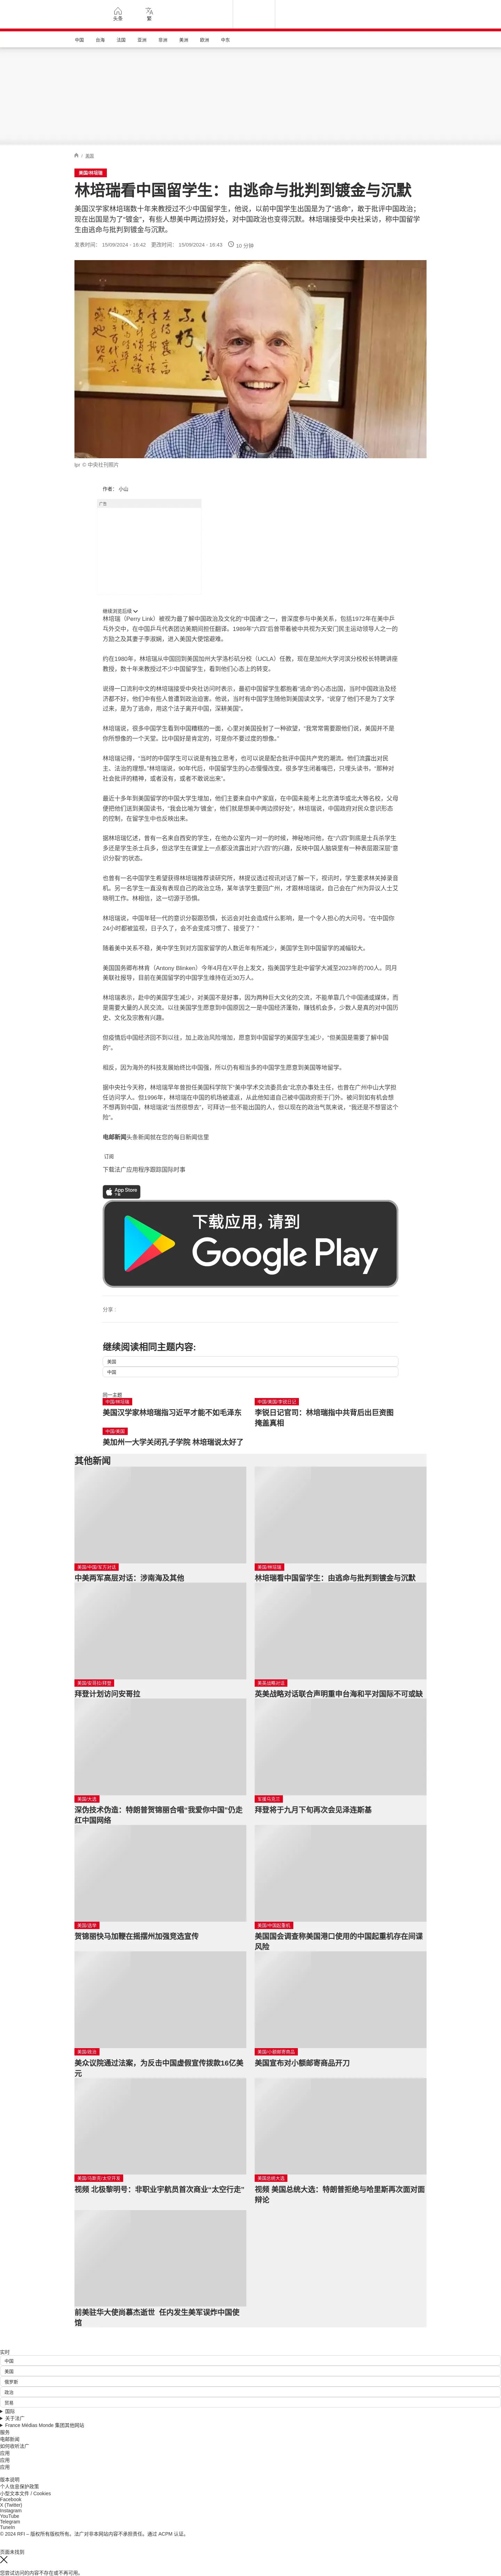 头条
繁
中国
台海
法国
亚洲
非洲
美洲
欧洲
中东
/ 美国
美国/林培瑞
林培瑞看中国留学生：由逃命与批判到镀金与沉默
美国汉学家林培瑞数十年来教授过不少中国留学生，他说，以前中国学生出国是为了“逃命”，敢于批评中国政治；
现在出国是为了“镀金”，有些人想美中两边捞好处，对中国政治也变得沉默。林培瑞接受中央社采访，称中国留学
生由逃命与批判到镀金与沉默。
发表时间： 15/09/2024 - 16:42 更改时间： 15/09/2024 - 16:43 10 分钟
lpr © 中央社刊照片
作者： 小山
广告
继续浏览后续
林培瑞（Perry Link）被视为最了解中国政治及文化的“中国通”之一，曾深度参与中美关系，包括1972年在美中乒
乓外交中，在中国乒乓代表团访美期间担任翻译。1989年“六四”后曾带着被中共视为天安门民主运动领导人之一的
方励之及其妻子李淑娴，进入美国大使馆避难。
约在1980年，林培瑞从中国回到美国加州大学洛杉矶分校（UCLA）任教，现在是加州大学河滨分校校长特聘讲座
教授，数十年来教授过不少中国留学生，看到他们心态上的转变。
说得一口流利中文的林培瑞接受中央社访问时表示，最初中国留学生都抱着“逃命”的心态出国，当时中国政治及经
济都不好，他们中有些人曾遭到政治迫害。他说，当时有中国学生随他到美国读文学，“说穿了他们不是为了文学
过来，是为了逃命，用这个法子离开中国，深耕美国”。
林培瑞说，很多中国学生看到中国糟糕的一面，心里对美国投射了一种欲望，“我常常需要跟他们说，美国并不是
你所想像的一个天堂。比中国好是肯定的，可是你不要过度的想像。”
林培瑞记得，“当时的中国学生可以说是有独立思考，也可以说是配合批评中国共产党的潮流。他们流露出对民
主、法治的理想。”林培瑞说，90年代后，中国留学生的心态慢慢改变。很多学生闭着嘴巴，只埋头读书。“那种对
社会批评的精神，或者没有，或者不敢说出来”。
最近十多年到美国留学的中国大学生增加，他们主要来自中产家庭，在中国未能考上北京清华或北大等名校，父母
便把他们送到美国读书，“我会比喻为‘镀金’，他们就是想美中两边捞好处”，林培瑞说，中国政府对民众意识形态
的控制，在留学生中也反映出来。
据林培瑞忆述，曾有一名来自西安的学生，在他办公室内一对一的时候，神秘地问他，在“六四”到底是士兵杀学生
多还是学生杀士兵多，但这学生在课堂上一点都没流露出对“六四”的兴趣，反映中国人脑袋里有一种表层跟深层“意
识分裂”的状态。
也曾有一名中国学生希望获得林培瑞推荐读研究所，林提议透过视讯对话了解一下。视讯时，学生要求林关掉录音
机。另一名学生一直没有表现自己的政治立场，某年该学生要回广州，才跟林培瑞说，自己会在广州为异议人士艾
晓明工作。林相信，这一切源于恐惧。
林培瑞说，中国年轻一代的意识分裂跟恐惧，长远会对社会造成什么影响，是一个令人担心的大问号。“在中国你
24小时都被监视，日子久了，会不会变成习惯了、接受了？”
随着美中关系不稳，美中学生到对方国家留学的人数近年有所减少，美国学生到中国留学的减幅较大。
美国国务卿布林肯（Antony Blinken）今年4月在X平台上发文，指美国学生赴中留学大减至2023年的700人。同月
美联社报导，目前在美国留学的中国学生维持在近30万人。
林培瑞表示，赴中的美国学生减少，对美国不是好事，因为两种巨大文化的交流，不能单靠几个中国通或媒体，而
是需要大量的人民交流。以往美国学生愿意到中国原因之一是中国经济蓬勃，赚钱机会多，少数人是真的对中国历
史、文化及宗教有兴趣。
但疫情后中国经济回不到以往，加上政治风险增加，愿意到中国留学的美国学生减少，“但美国是需要了解中国
的”。
相反，因为海外的科技发展始终比中国强，所以仍有相当多的中国学生愿意到美国等地留学。
据中央社今天称，林培瑞早年曾担任美国科学院下“美中学术交流委员会”北京办事处主任，也曾在广州中山大学担
任访问学人。但1996年，林培瑞在中国的机场被遣返，从此他知道自己被中国政府拒于门外。被问到如有机会想
不想再到中国，林培瑞说“当然很想去”，可拜访一些不能出国的人，但以现在的政治气氛来说，“我还是不想冒这个
险”。
电邮新闻头条新闻就在您的每日新闻信里
订阅
下载法广应用程序跟踪国际时事
App Store
下载
下载应用，请到
Google Play
分享 :
继续阅读相同主题内容:
美国
中国
同一主题
中国/林培瑞
美国汉学家林培瑞指习近平才能不如毛泽东
中国/美国/李锐日记
李锐日记官司：林培瑞指中共背后出巨资图
掩盖真相
中国/美国
美加州一大学关闭孔子学院 林培瑞说太好了
其他新闻
美国/中国/军方对话
中美两军高层对话：涉南海及其他
美国/林培瑞
林培瑞看中国留学生：由逃命与批判到镀金与沉默
美国/安哥拉/拜登
拜登计划访问安哥拉
英美战略对话
英美战略对话联合声明重申台海和平对国际不可或缺
美国/大选
深伪技术伪造：特朗普贺锦丽合唱“我爱你中国”仍走
红中国网络
军援乌克兰
拜登将于九月下旬再次会见泽连斯基
美国/选举
贺锦丽快马加鞭在摇摆州加强竞选宣传
美国/中国起重机
美国国会调查称美国港口使用的中国起重机存在间谍
风险
美国/政治
美众议院通过法案，为反击中国虚假宣传拨款16亿美
元
美国/小额邮寄商品
美国宣布对小额邮寄商品开刀
美国/马斯克/太空开发
视频 北极黎明号：非职业宇航员首次商业“太空行走”
美国总统大选
视频 美国总统大选：特朗普拒绝与哈里斯再次面对面
辩论
前美驻华大使尚慕杰逝世 任内发生美军误炸中国使
馆
实时
中国
美国
俄罗斯
政治
贸易
国际
关于法广
France Médias Monde 集团其他网站
服务
电邮新闻
如何收听法广
应用
应用
应用
版本说明
个人信息保护政策
小型文本文件 / Cookies
Facebook
X (Twitter)
Instagram
YouTube
Telegram
TuneIn
© 2024 RFI – 版权所有版权所有。法广对非本网站内容不承担责任。通过 ACPM 认证。
页面未找到
您尝试访问的内容不存在或不再可用。